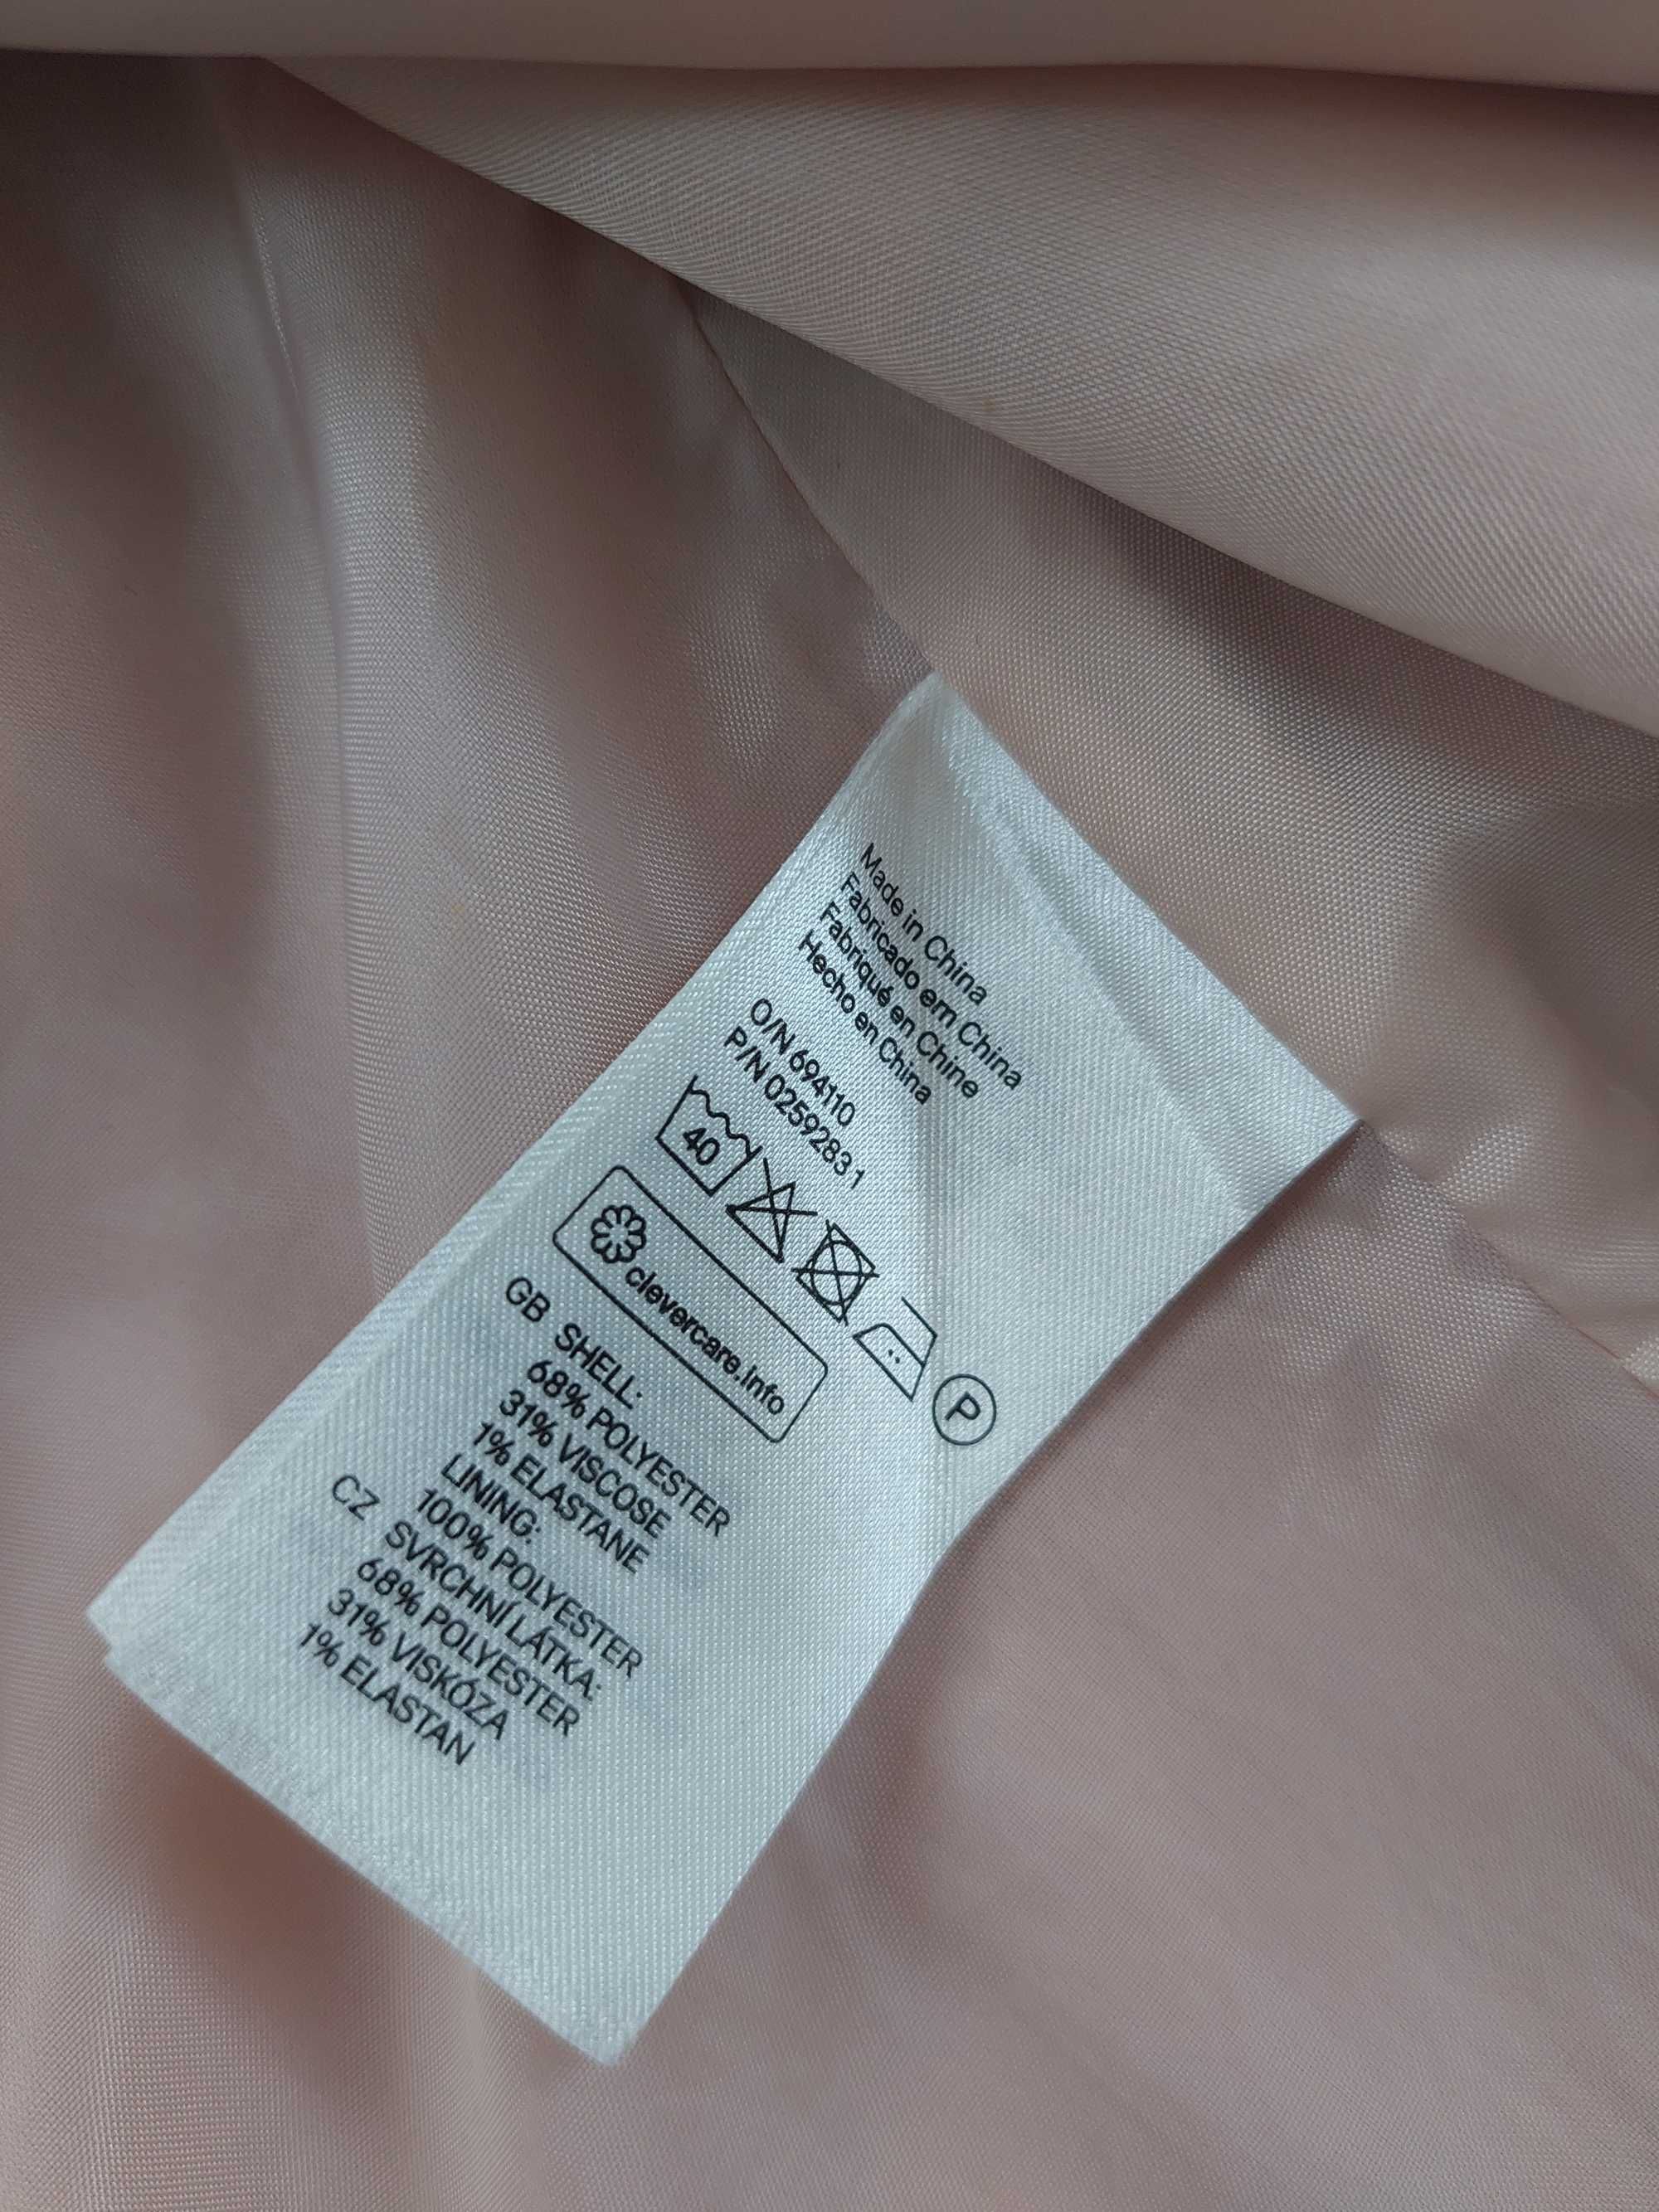 Made in China
Fabricado em China
Fabriqué en Chine
Hecho en China
O/N 694110
P/N 02592831
40
P
clevercare.info
GB SHELL:
68% POLYESTER
31% VISCOSE
1% ELASTANE
LINING:
100% POLYESTER
CZ SVRCHNÍ LÁTKA:
68% POLYESTER
31% VISKÓZA
1% ELASTAN